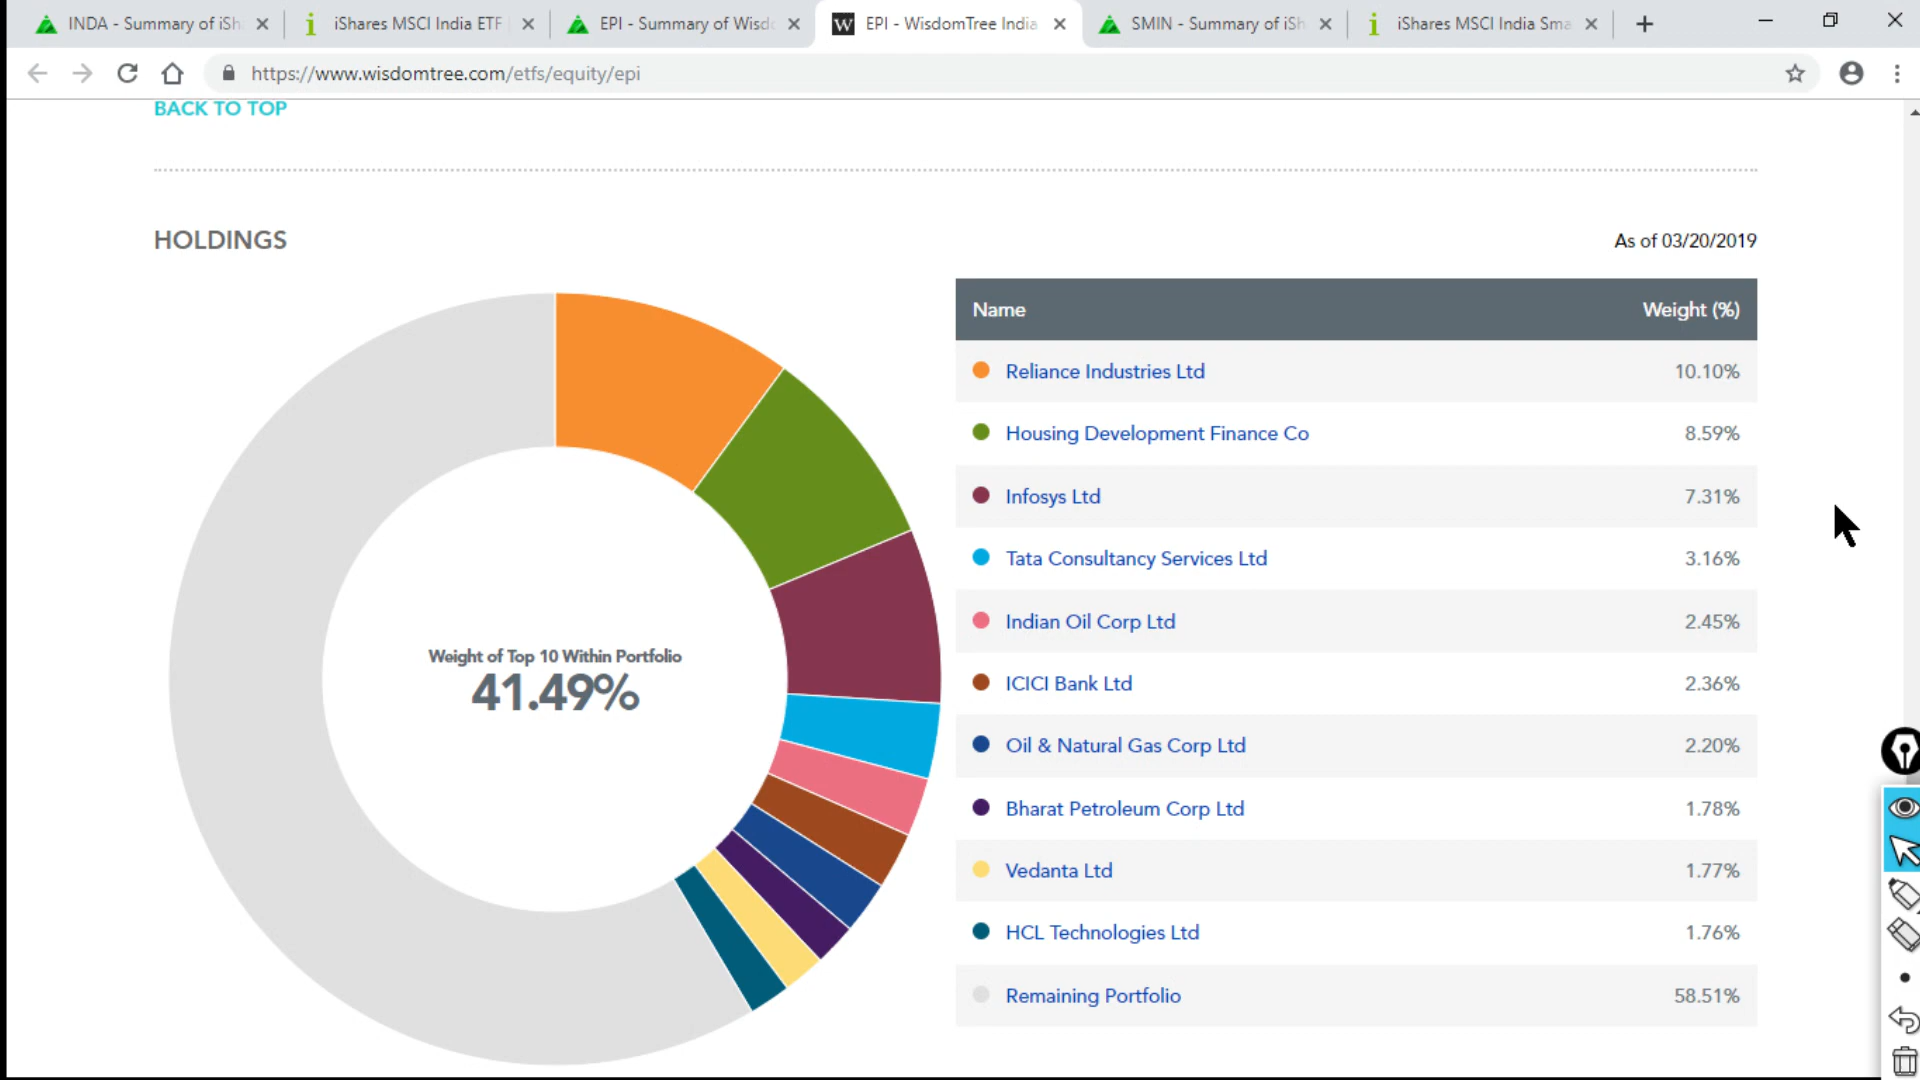 INDA - Summary of iSh
iShares MSCI India ETF
EPI - Summary of Wisd
W EPI - WisdomTree India
SMIN - Summary of iSh
iShares MSCI India Sma
https://www.wisdomtree.com/etfs/equity/epi
BACK TO TOP
HOLDINGS
As of 03/20/2019
Name Weight (%)
Reliance Industries Ltd 10.10%
Housing Development Finance Co 8.59%
Infosys Ltd 7.31%
Tata Consultancy Services Ltd 3.16%
Indian Oil Corp Ltd 2.45%
ICICI Bank Ltd 2.36%
Oil & Natural Gas Corp Ltd 2.20%
Bharat Petroleum Corp Ltd 1.78%
Vedanta Ltd 1.77%
HCL Technologies Ltd 1.76%
Remaining Portfolio 58.51%
Weight of Top 10 Within Portfolio
41.49%